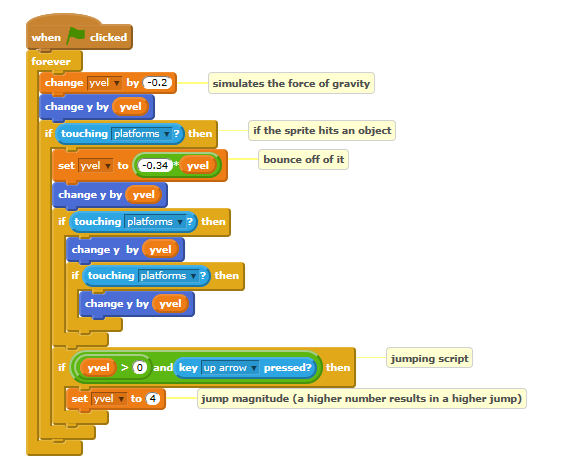 when clicked
forever
change yvel by -0.2 simulates the force of gravity
change y by yvel
if touching platforms ? then if the sprite hits an object
set yvel to -0.34 * yvel bounce off of it
change y by yvel
if touching platforms ? then
change y by yvel
if touching platforms ? then
change y by yvel
if yvel > 0 and key up arrow pressed? then jumping script
set yvel to 4 jump magnitude (a higher number results in a higher jump)